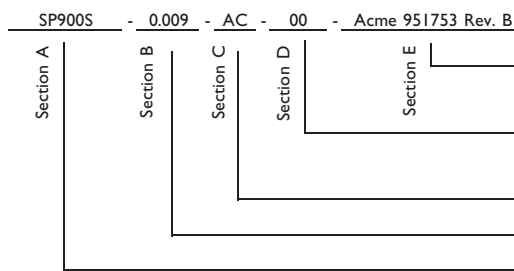 SP900S - 0.009 - AC - 00 - Acme 951753 Rev. B
Section A
Section B
Section C
Section D
Section E